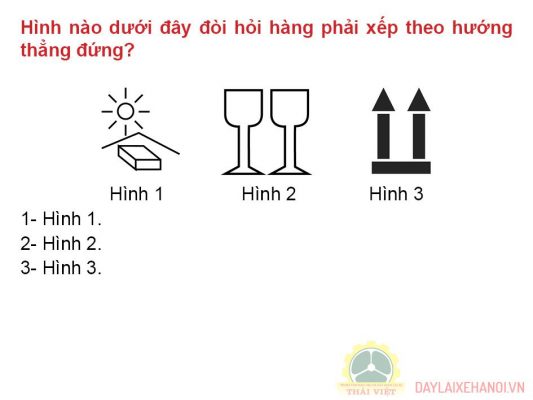 Hình nào dưới đây đòi hỏi hàng phải xếp theo hướng
thẳng đứng?
Hình 1 Hình 2 Hình 3
1- Hình 1.
2- Hình 2.
3- Hình 3.
THÁI VIỆT
DAYLAIXEHANOI.VN